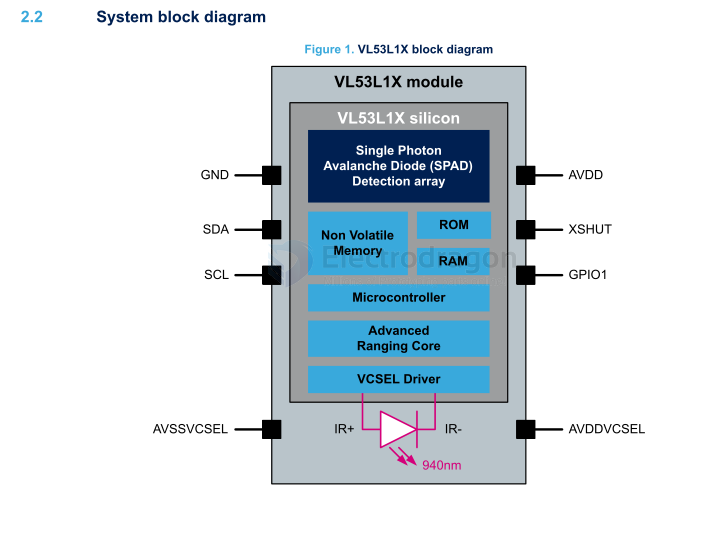 2.2 System block diagram
Figure 1. VL53L1X block diagram
VL53L1X module
VL53L1X silicon
Single Photon
Avalanche Diode (SPAD)
Detection array
GND
AVDD
SDA
XSHUT
SCL
GPIO1
Non Volatile
Memory
ROM
RAM
Electrodragon
Microcontroller
Advanced
Ranging Core
VCSEL Driver
AVSSVCSEL
IR+
IR-
AVDDVCSEL
940nm